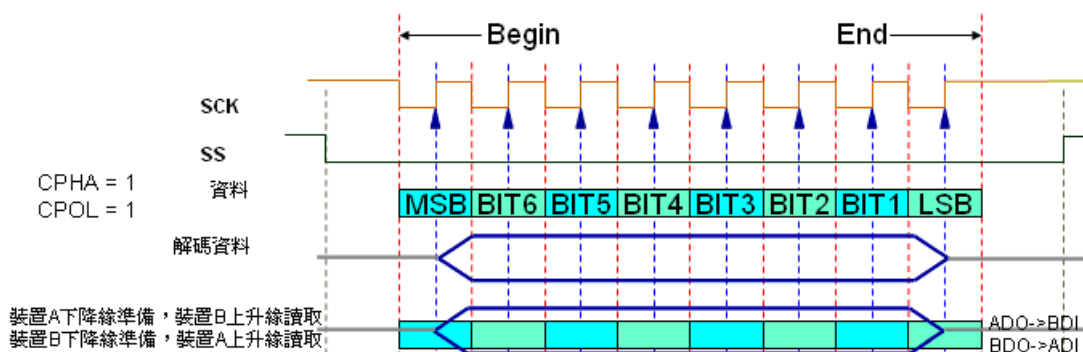 Begin
End
SCK
SS
CPHA = 1
CPOL = 1
資料
MSB BIT6 BIT5 BIT4 BIT3 BIT2 BIT1 LSB
解碼資料
裝置A下降緣準備，裝置B上升緣讀取
裝置B下降緣準備，裝置A上升緣讀取
ADO->BDI
BDO->ADI